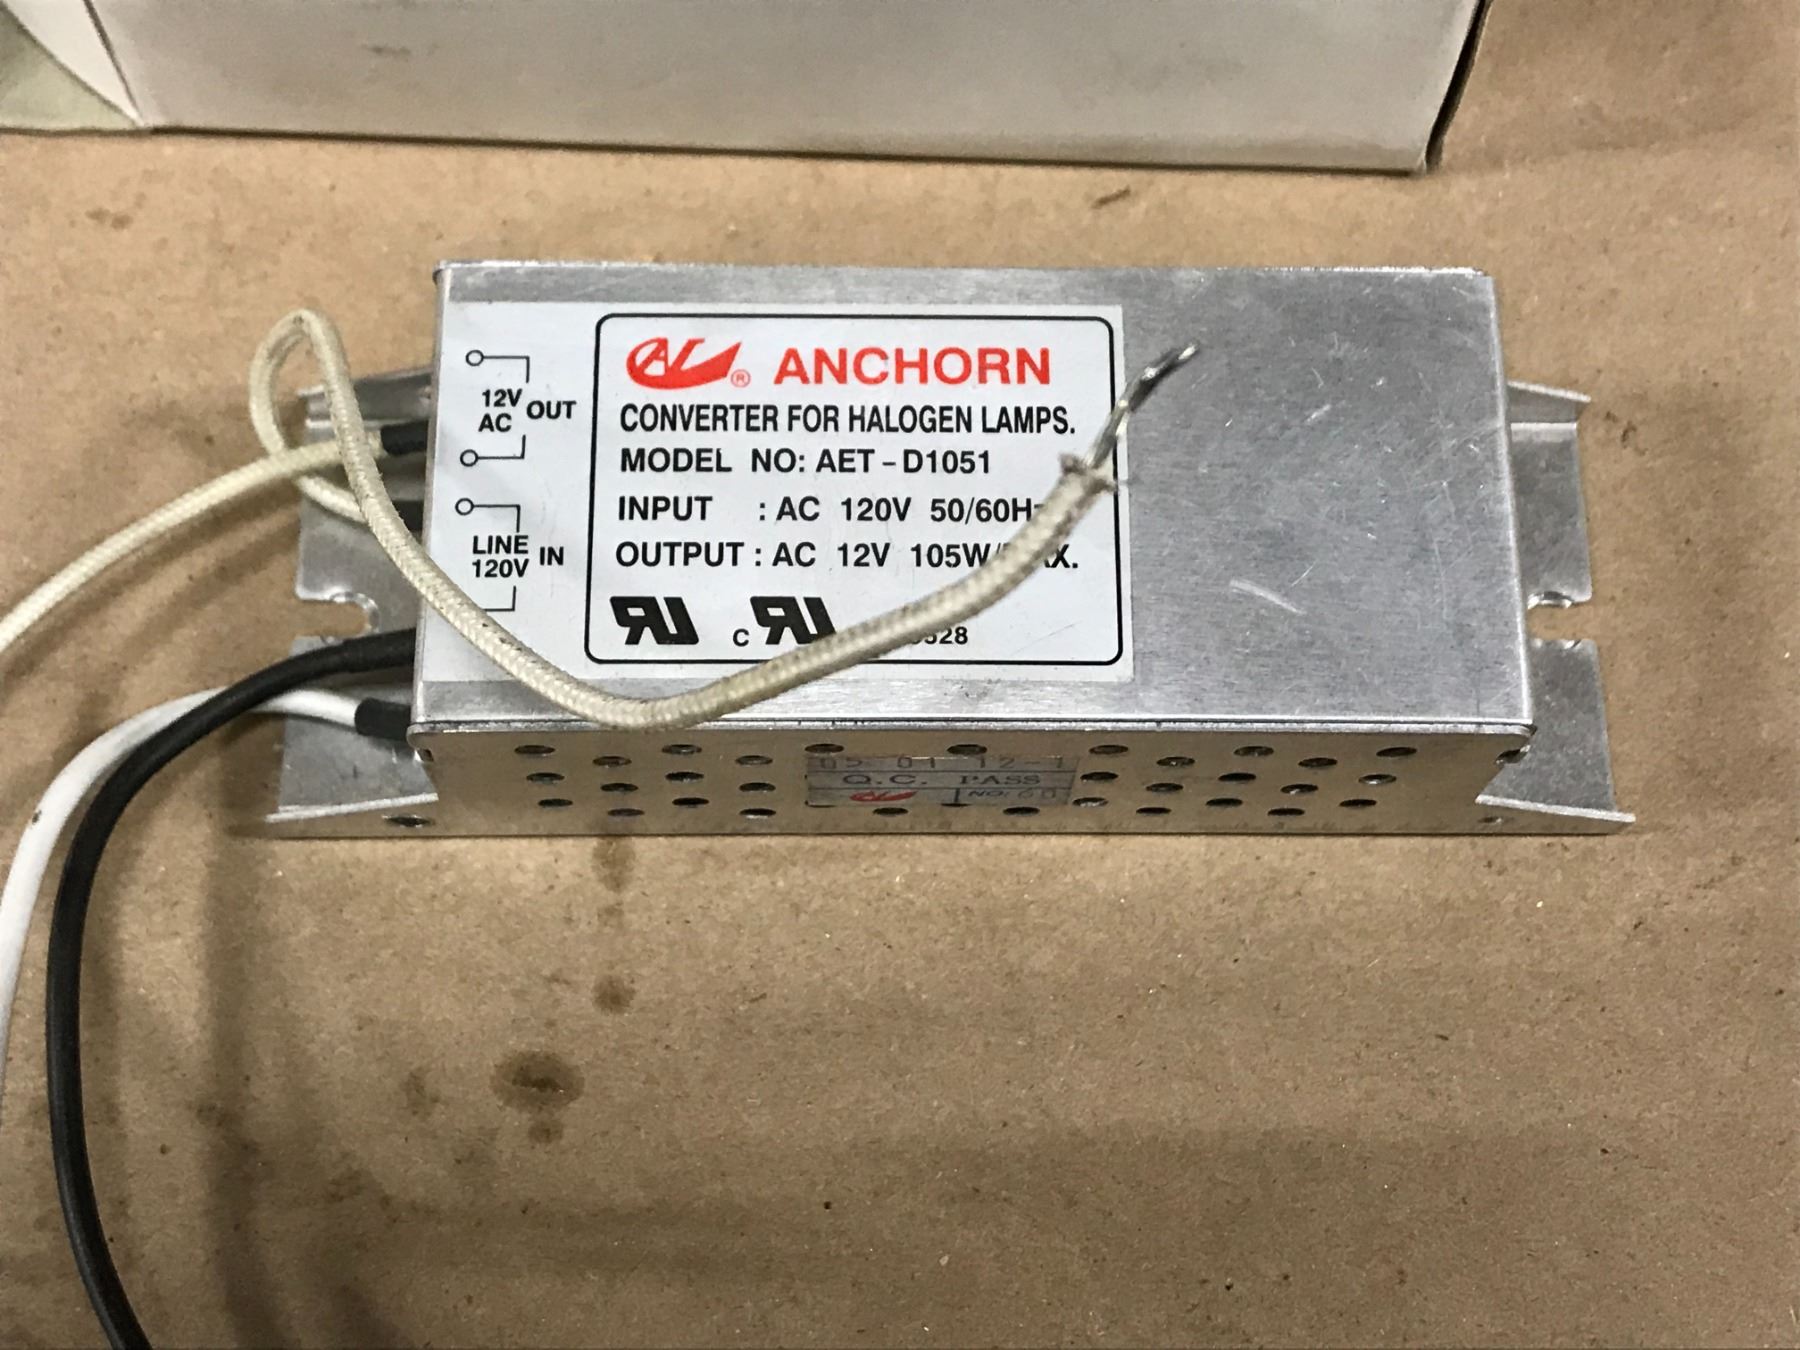 12V
AC
OUT
LINE
120V
IN
® ANCHORN
CONVERTER FOR HALOGEN LAMPS.
MODEL NO: AET-D1051
INPUT : AC 120V 50/60H
OUTPUT : AC 12V 105W
C
Q.C. PASS
NO: